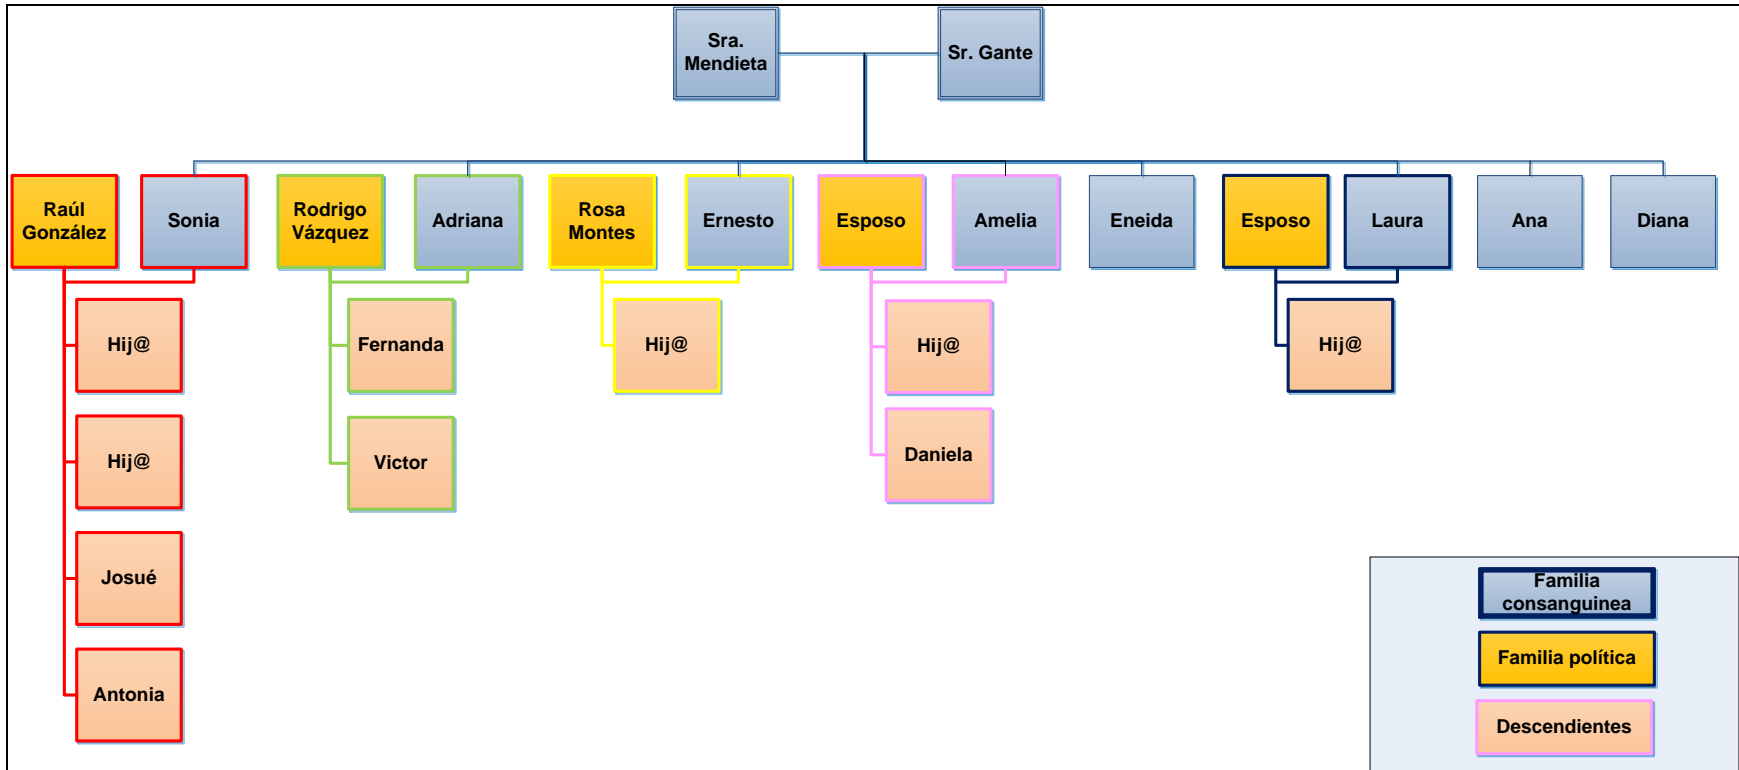 Sra.
Mendieta
Sr. Gante
Raúl
González
Sonia
Rodrigo
Vázquez
Adriana
Rosa
Montes
Ernesto
Esposo
Amelia
Eneida
Esposo
Laura
Ana
Diana
Hij@
Fernanda
Hij@
Hij@
Hij@
Hij@
Victor
Daniela
Josué
Antonia
Familia
consanguinea
Familia política
Descendientes